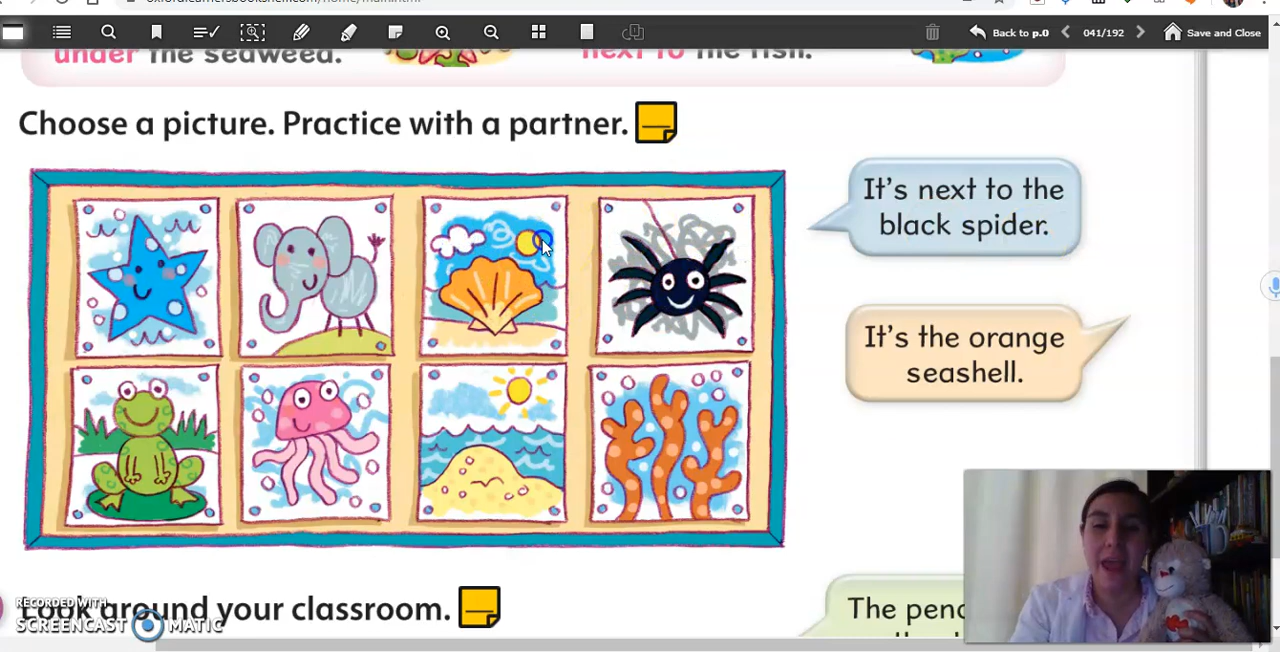 041/192
Back to p.0
Save and Close
under the seaweed.
next to the fish.
Choose a picture. Practice with a partner.
It's next to the
black spider.
It's the orange
seashell.
Look around your classroom.
The penc
RECORDED WITH
SCREENCAST MATIC